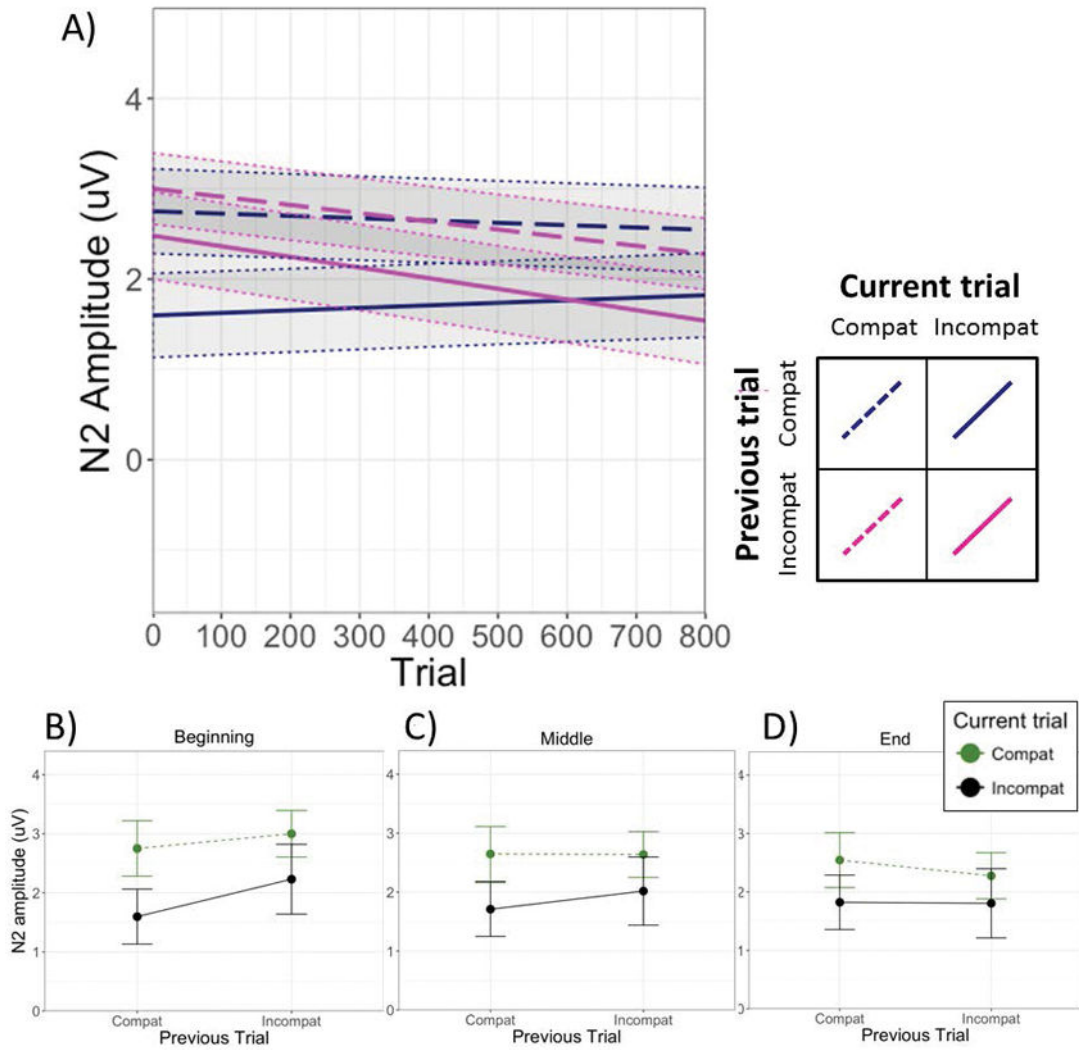 A)
4
2
0
N2 Amplitude (uV)
0 100 200 300 400 500 600 700 800
Trial
Current trial
Compat Incompat
Previous trial
Compat
Incompat
B)
Beginning
4
3
2
1
0
N2 amplitude (uV)
Compat Incompat
Previous Trial
C)
Middle
4
3
2
1
0
Compat Incompat
Previous Trial
D)
End
4
3
2
1
0
Compat Incompat
Previous Trial
Current trial
Compat
Incompat